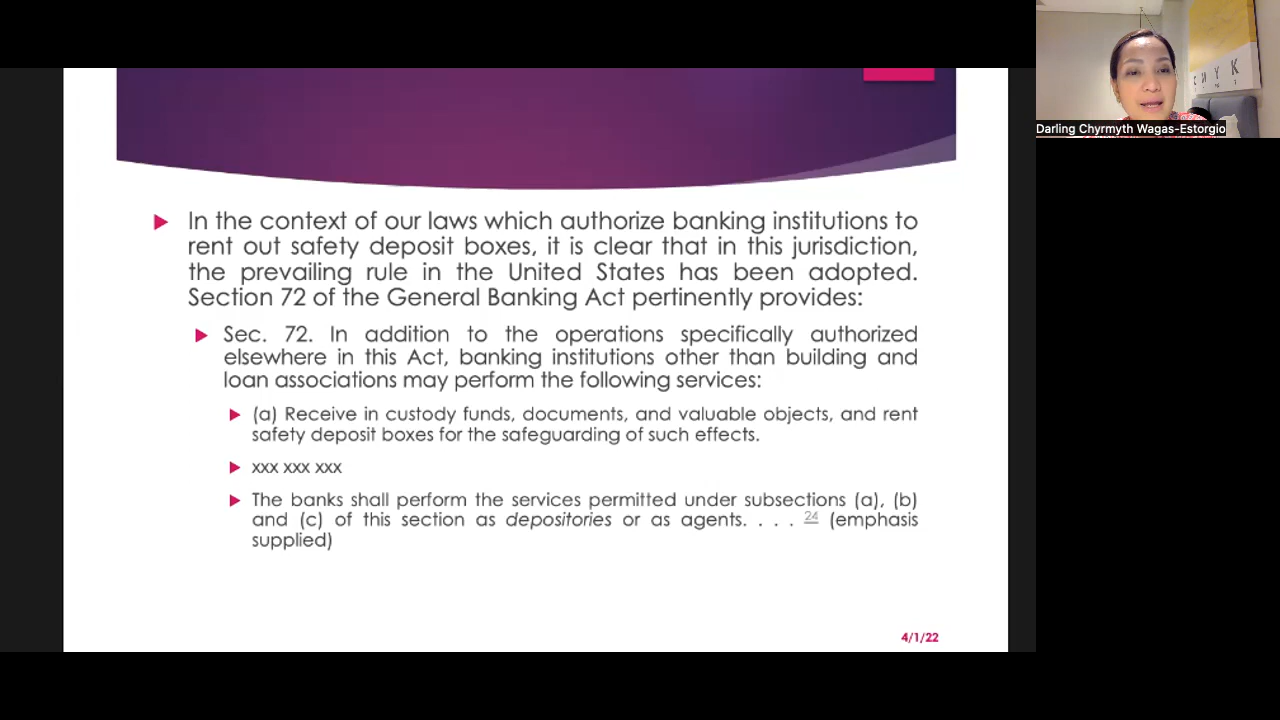 In the context of our laws which authorize banking institutions to
rent out safety deposit boxes, it is clear that in this jurisdiction,
the prevailing rule in the United States has been adopted.
Section 72 of the General Banking Act pertinently provides:
Sec. 72. In addition to the operations specifically authorized
elsewhere in this Act, banking institutions other than building and
loan associations may perform the following services:
(a) Receive in custody funds, documents, and valuable objects, and rent
safety deposit boxes for the safeguarding of such effects.
xxx xxx xxx
The banks shall perform the services permitted under subsections (a), (b)
and (c) of this section as depositories or as agents. . . . 24 (emphasis
supplied)
4/1/22
Darling Chyrmyth Wagas-Estorgio